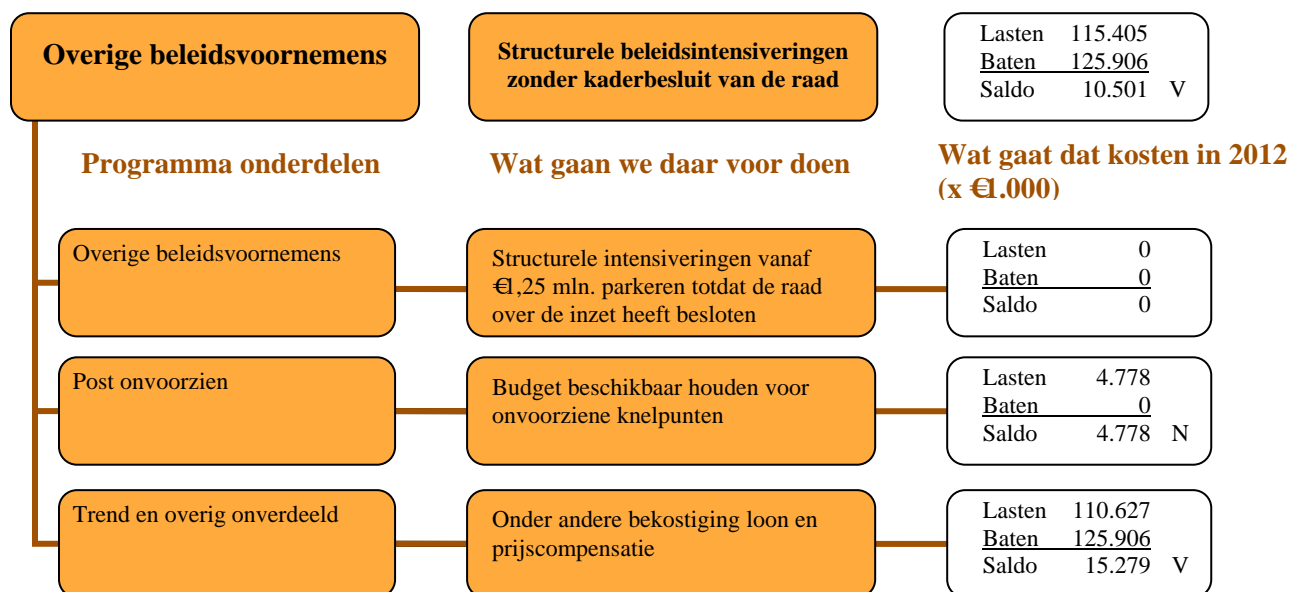 Overige beleidsvoornemens
Structurele beleidsintensiveringen
zonder kaderbesluit van de raad
Lasten 115.405
Baten 125.906
Saldo 10.501 V
Programma onderdelen
Wat gaan we daar voor doen
Wat gaat dat kosten in 2012
(x €1.000)
Overige beleidsvoornemens
Structurele intensiveringen vanaf
€1,25 mln. parkeren totdat de raad
over de inzet heeft besloten
Lasten 0
Baten 0
Saldo 0
Post onvoorzien
Budget beschikbaar houden voor
onvoorziene knelpunten
Lasten 4.778
Baten 0
Saldo 4.778 N
Trend en overig onverdeeld
Onder andere bekostiging loon en
prijscompensatie
Lasten 110.627
Baten 125.906
Saldo 15.279 V